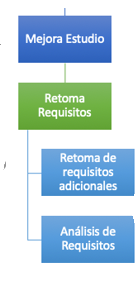 Mejora Estudio
Retoma
Requisitos
Retoma de
requisitos
adicionales
Análisis de
Requisitos